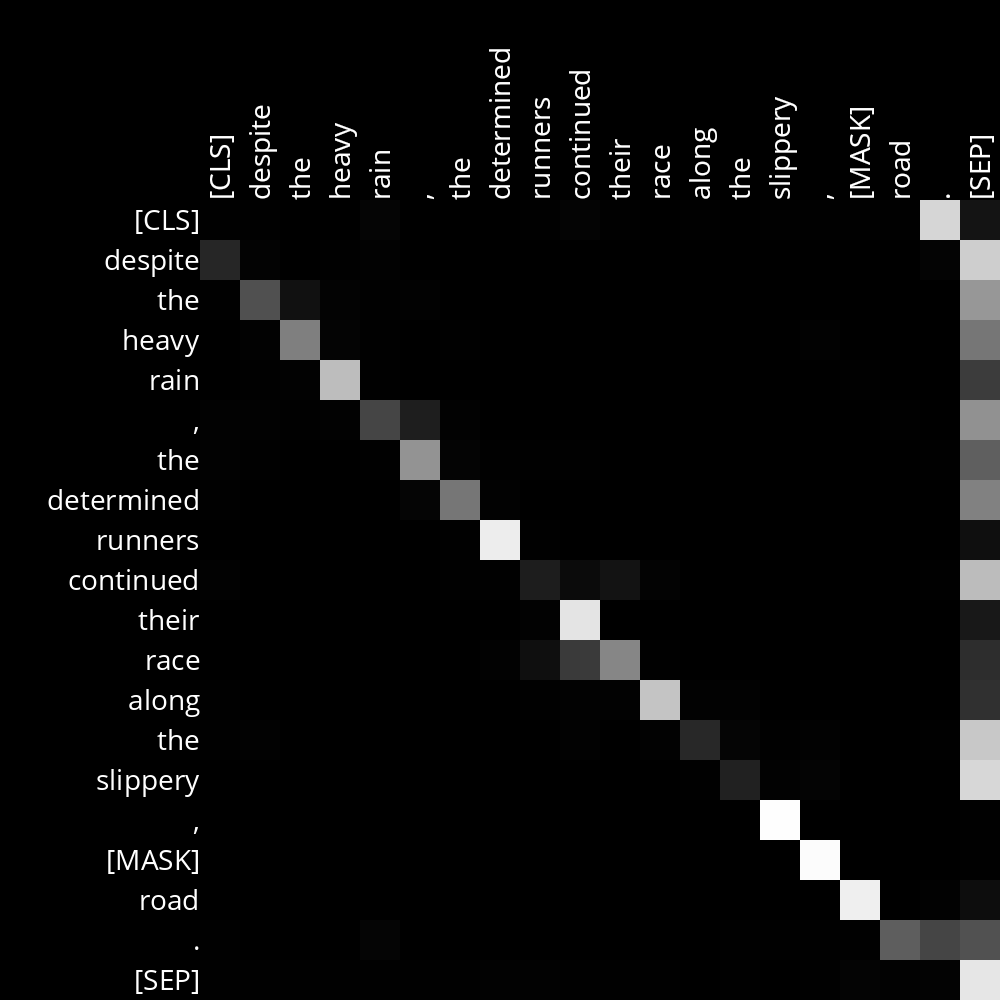 [CLS] despite the heavy rain , the determined runners continued their race along the slippery , [MASK] road . [SEP]
[CLS]
despite
the
heavy
rain
,
the
determined
runners
continued
their
race
along
the
slippery
,
[MASK]
road
.
[SEP]